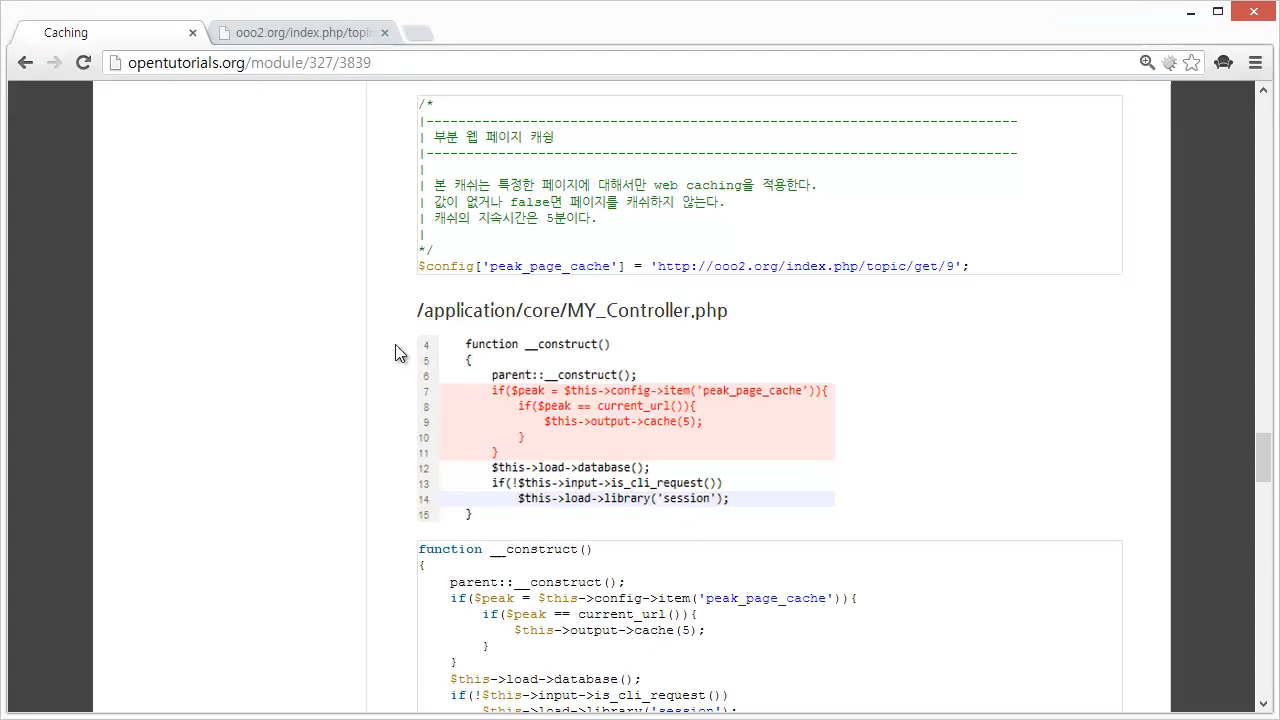 Caching
ooo2.org/index.php/topi
opentutorials.org/module/327/3839
/*
|--------------------------------------------------------------------------
| 부분 웹 페이지 캐슁
|--------------------------------------------------------------------------
|
| 본 캐쉬는 특정한 페이지에 대해서만 web caching을 적용한다.
| 값이 없거나 false면 페이지를 캐쉬하지 않는다.
| 캐쉬의 지속시간은 5분이다.
|
*/
$config['peak_page_cache'] = 'http://ooo2.org/index.php/topic/get/9';
/application/core/MY_Controller.php
4 function __construct()
5 {
6 parent::__construct();
7 if($peak = $this->config->item('peak_page_cache')){
8 if($peak == current_url()){
9 $this->output->cache(5);
10 }
11 }
12 $this->load->database();
13 if(!$this->input->is_cli_request())
14 $this->load->library('session');
15 }
function __construct()
{
parent::__construct();
if($peak = $this->config->item('peak_page_cache')){
if($peak == current_url()){
$this->output->cache(5);
}
}
$this->load->database();
if(!$this->input->is_cli_request())
$this->load->library('session');